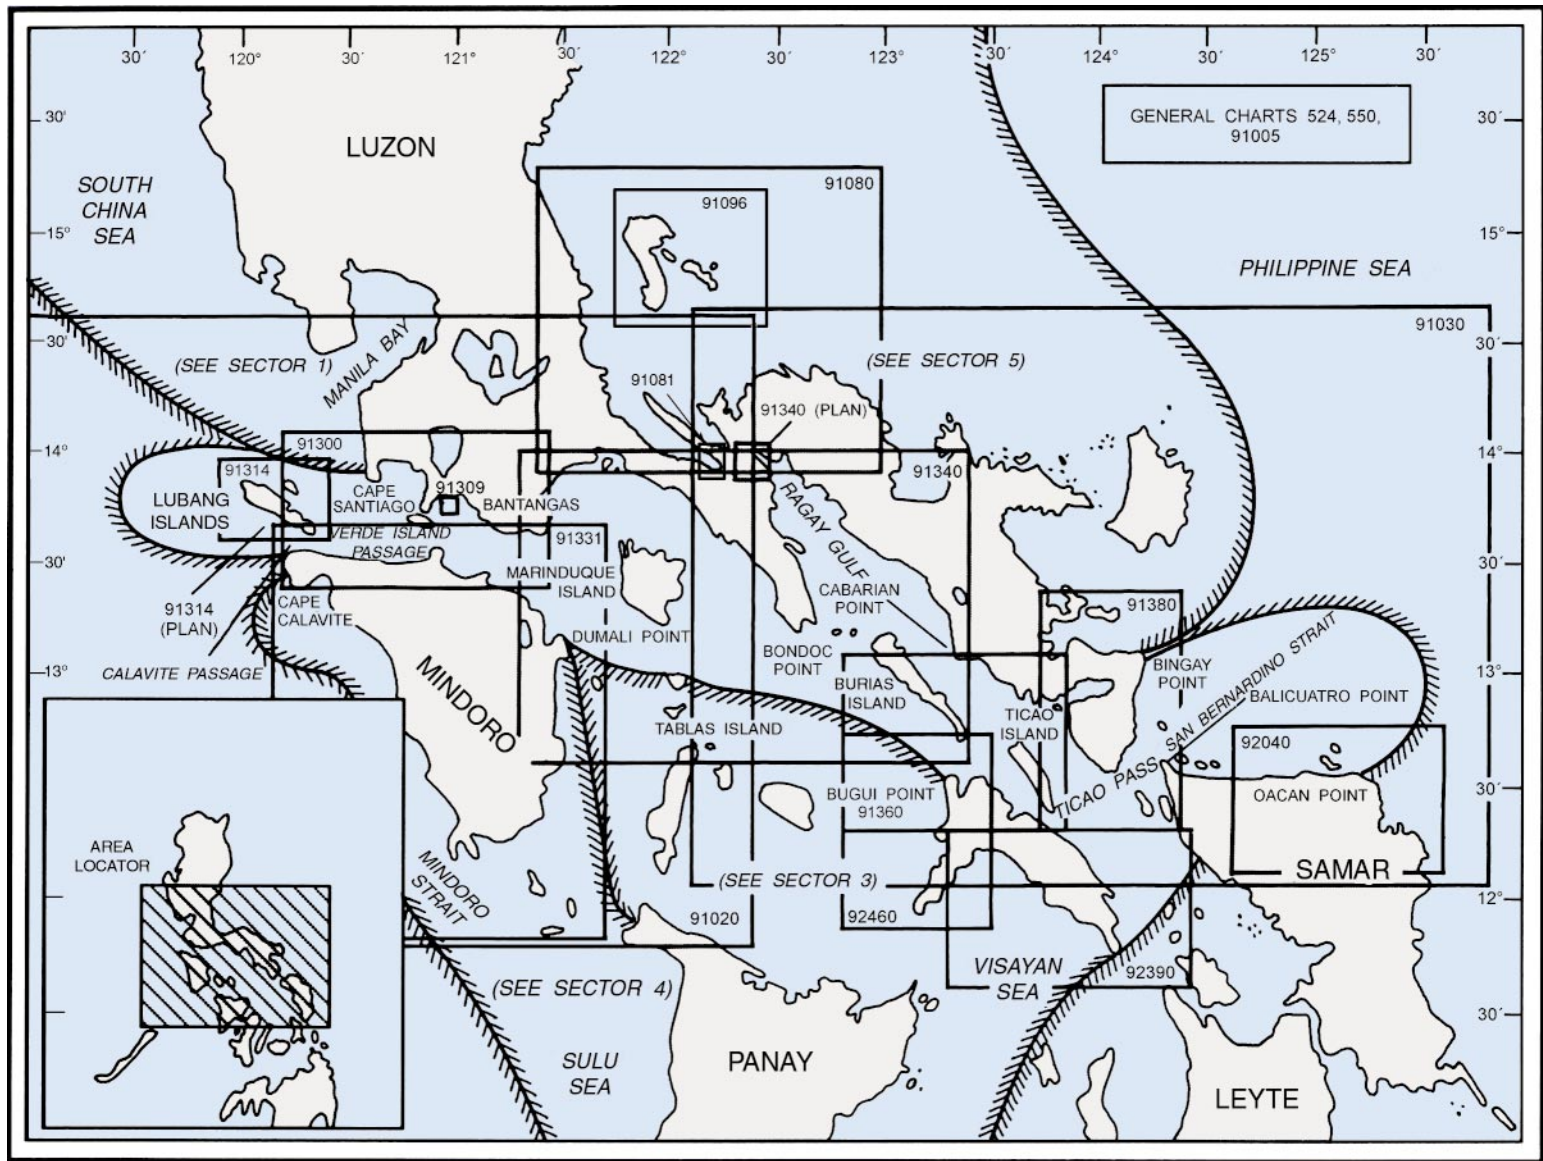 30′ 120° 30′ 121° 30′ 122° 30′ 123° 30′ 124° 30′ 125° 30′
30′
15°
30′
14°
30′
13°
30′
15°
30′
14°
30′
13°
30′
12°
30′
GENERAL CHARTS 524, 550,
91005
LUZON
SOUTH
CHINA
SEA
91080
91096
PHILIPPINE SEA
91030
(SEE SECTOR 1)
MANILA BAY
(SEE SECTOR 5)
91081
91340 (PLAN)
91300
91314
91340
LUBANG
ISLANDS
CAPE
SANTIAGO
91309
BANTANGAS
RAGAY GULF
VERDE ISLAND
PASSAGE
91331
MARINDUQUE
ISLAND
CABARIAN
POINT
91380
91314
(PLAN)
CAPE
CALAVITE
DUMALI POINT
BONDOC
POINT
BINGAY
POINT
SAN BERNARDINO STRAIT
CALAVITE PASSAGE
MINDORO
BURIAS
ISLAND
BALICUATRO POINT
TABLAS ISLAND
TICAO
ISLAND
92040
TICAO PASS
BUGUI POINT
91360
OACAN POINT
AREA
LOCATOR
MINDORO
STRAIT
(SEE SECTOR 3)
SAMAR
91020
92460
(SEE SECTOR 4)
VISAYAN
SEA
92390
SULU
SEA
PANAY
LEYTE